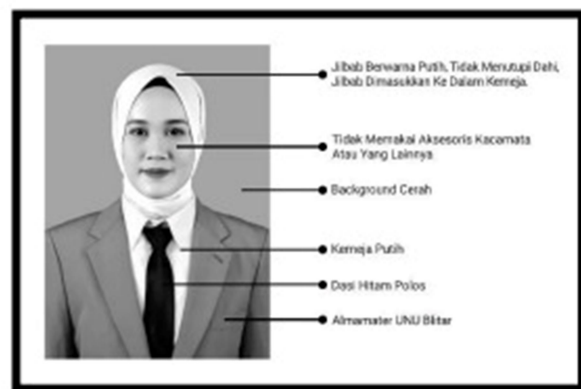 Jilbab Berwarna Putih, Tidak Menutupi Dahi,
Jilbab Dimasukkan Ke Dalam Kemeja.
Tidak Memakai Aksesoris Kacamata
Atau Yang Lainnya
Background Cerah
Kemeja Putih
Dasi Hitam Polos
Almamater UNU Blitar